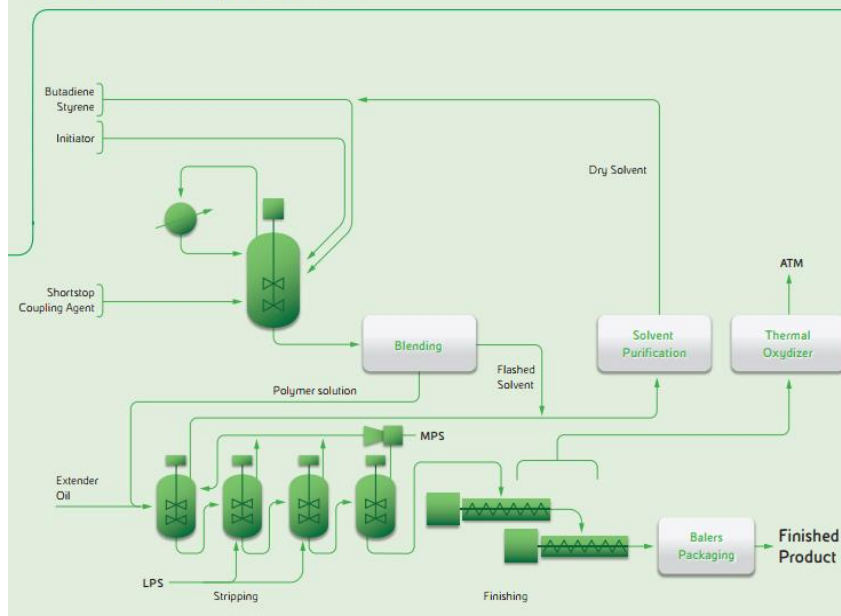 Butadiene
Styrene
Initiator
Dry Solvent
ATM
Shortstop
Coupling Agent
Blending
Solvent
Purification
Thermal
Oxydizer
Flashed
Solvent
Polymer solution
MPS
Extender
Oil
Balers
Packaging
Finished
Product
LPS
Stripping
Finishing